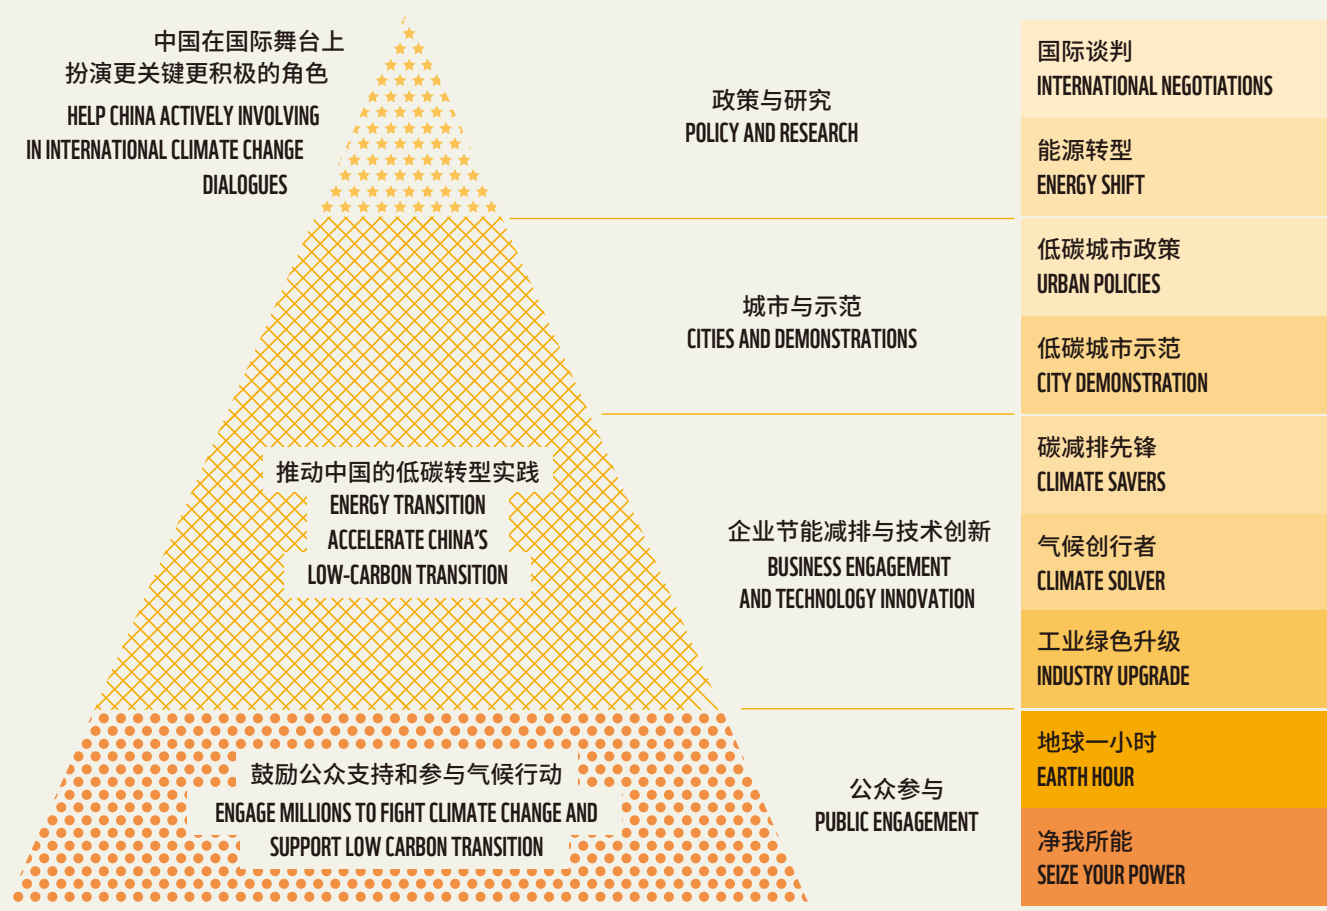 中国在国际舞台上
扮演更关键更积极的角色
HELP CHINA ACTIVELY INVOLVING
IN INTERNATIONAL CLIMATE CHANGE
DIALOGUES
推动中国的低碳转型实践
ENERGY TRANSITION
ACCELERATE CHINA'S
LOW-CARBON TRANSITION
鼓励公众支持和参与气候行动
ENGAGE MILLIONS TO FIGHT CLIMATE CHANGE AND
SUPPORT LOW CARBON TRANSITION
政策与研究
POLICY AND RESEARCH
城市与示范
CITIES AND DEMONSTRATIONS
企业节能减排与技术创新
BUSINESS ENGAGEMENT
AND TECHNOLOGY INNOVATION
公众参与
PUBLIC ENGAGEMENT
国际谈判
INTERNATIONAL NEGOTIATIONS
能源转型
ENERGY SHIFT
低碳城市政策
URBAN POLICIES
低碳城市示范
CITY DEMONSTRATION
碳减排先锋
CLIMATE SAVERS
气候创行者
CLIMATE SOLVER
工业绿色升级
INDUSTRY UPGRADE
地球一小时
EARTH HOUR
净我所能
SEIZE YOUR POWER